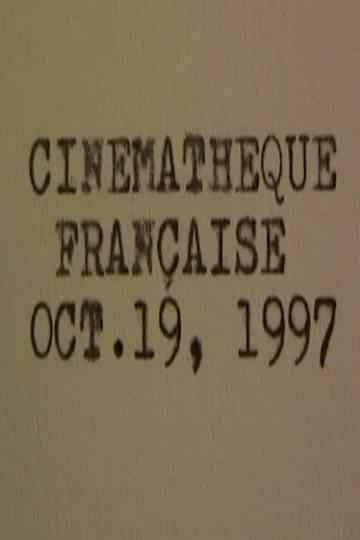 CINEMATHEQUE
FRANÇAISE
OCT.19, 1997